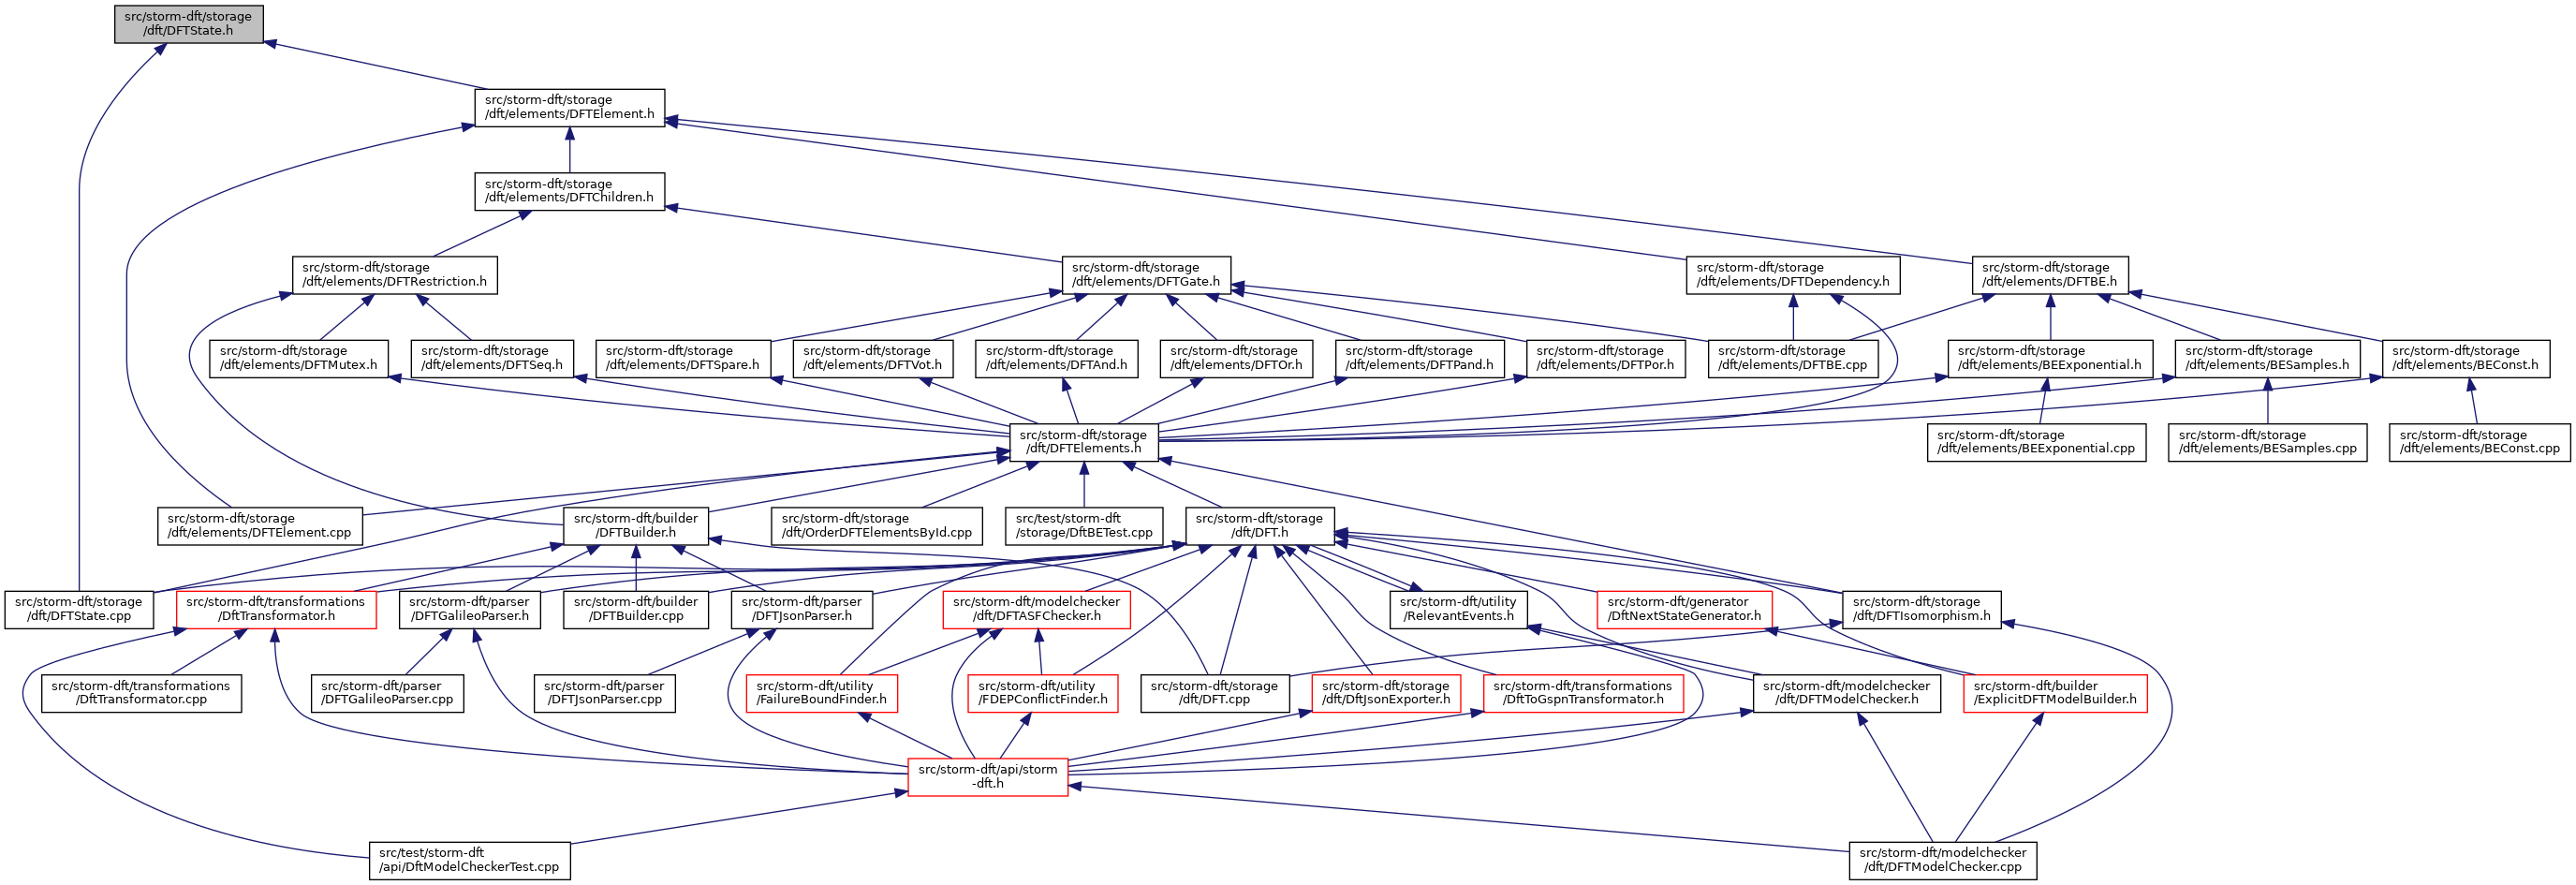 src/storm-dft/storage
/dft/DFTState.h
src/storm-dft/storage
/dft/elements/DFTElement.h
src/storm-dft/storage
/dft/elements/DFTChildren.h
src/storm-dft/storage
/dft/elements/DFTRestriction.h
src/storm-dft/storage
/dft/elements/DFTGate.h
src/storm-dft/storage
/dft/elements/DFTDependency.h
src/storm-dft/storage
/dft/elements/DFTBE.h
src/storm-dft/storage
/dft/elements/DFTMutex.h
src/storm-dft/storage
/dft/elements/DFTSeq.h
src/storm-dft/storage
/dft/elements/DFTSpare.h
src/storm-dft/storage
/dft/elements/DFTVot.h
src/storm-dft/storage
/dft/elements/DFTAnd.h
src/storm-dft/storage
/dft/elements/DFTOr.h
src/storm-dft/storage
/dft/elements/DFTPand.h
src/storm-dft/storage
/dft/elements/DFTPor.h
src/storm-dft/storage
/dft/elements/DFTBE.cpp
src/storm-dft/storage
/dft/elements/BEExponential.h
src/storm-dft/storage
/dft/elements/BESamples.h
src/storm-dft/storage
/dft/elements/BEConst.h
src/storm-dft/storage
/dft/DFTElements.h
src/storm-dft/storage
/dft/elements/BEExponential.cpp
src/storm-dft/storage
/dft/elements/BESamples.cpp
src/storm-dft/storage
/dft/elements/BEConst.cpp
src/storm-dft/storage
/dft/elements/DFTElement.cpp
src/storm-dft/builder
/DFTBuilder.h
src/storm-dft/storage
/dft/OrderDFTElementsById.cpp
src/test/storm-dft
/storage/DftBETest.cpp
src/storm-dft/storage
/dft/DFT.h
src/storm-dft/storage
/dft/DFTState.cpp
src/storm-dft/transformations
/DftTransformator.h
src/storm-dft/parser
/DFTGalileoParser.h
src/storm-dft/builder
/DFTBuilder.cpp
src/storm-dft/parser
/DFTJsonParser.h
src/storm-dft/modelchecker
/dft/DFTASFChecker.h
src/storm-dft/utility
/RelevantEvents.h
src/storm-dft/generator
/DftNextStateGenerator.h
src/storm-dft/storage
/dft/DFTIsomorphism.h
src/storm-dft/transformations
/DftTransformator.cpp
src/storm-dft/parser
/DFTGalileoParser.cpp
src/storm-dft/parser
/DFTJsonParser.cpp
src/storm-dft/utility
/FailureBoundFinder.h
src/storm-dft/utility
/FDEPConflictFinder.h
src/storm-dft/storage
/dft/DFT.cpp
src/storm-dft/storage
/dft/DftJsonExporter.h
src/storm-dft/transformations
/DftToGspnTransformator.h
src/storm-dft/modelchecker
/dft/DFTModelChecker.h
src/storm-dft/builder
/ExplicitDFTModelBuilder.h
src/storm-dft/api/storm
-dft.h
src/test/storm-dft
/api/DftModelCheckerTest.cpp
src/storm-dft/modelchecker
/dft/DFTModelChecker.cpp